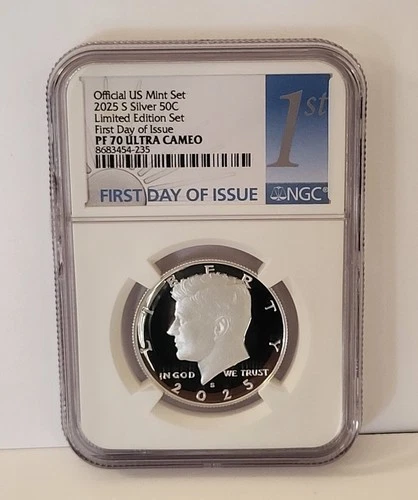 Official US Mint Set
2025 S Silver 50C
Limited Edition Set
First Day of Issue
PF 70 ULTRA CAMEO
8683454-235
1st
FIRST DAY OF ISSUE
NGC®
LIBERTY
IN GOD WE TRUST
S
2025